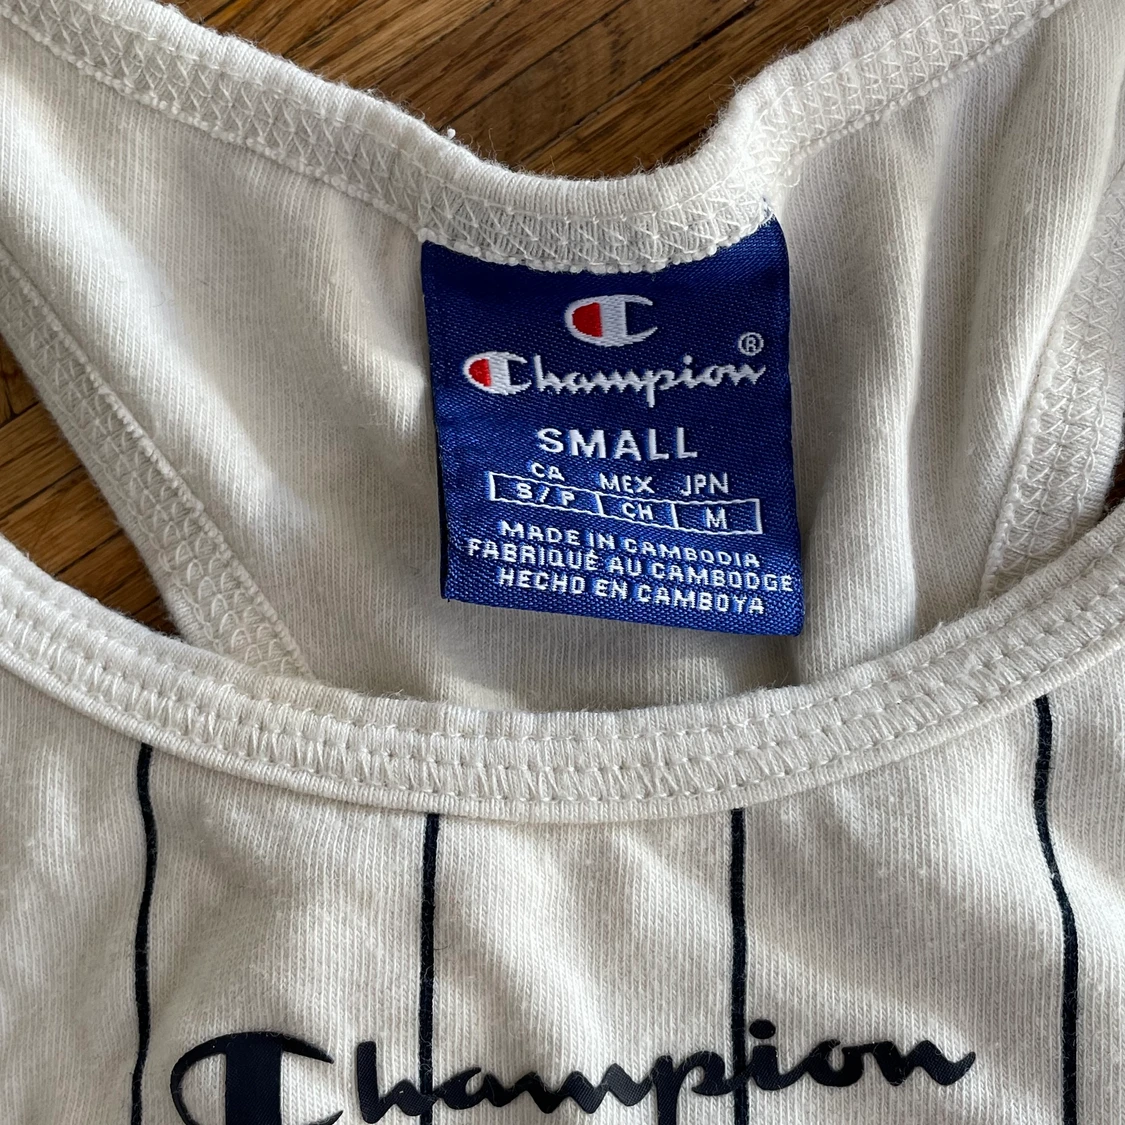 C
Champion®
SMALL
CA MEX JPN
S/P CH M
MADE IN CAMBODIA
FABRIQUÉ AU CAMBODGE
HECHO EN CAMBOYA
Champion